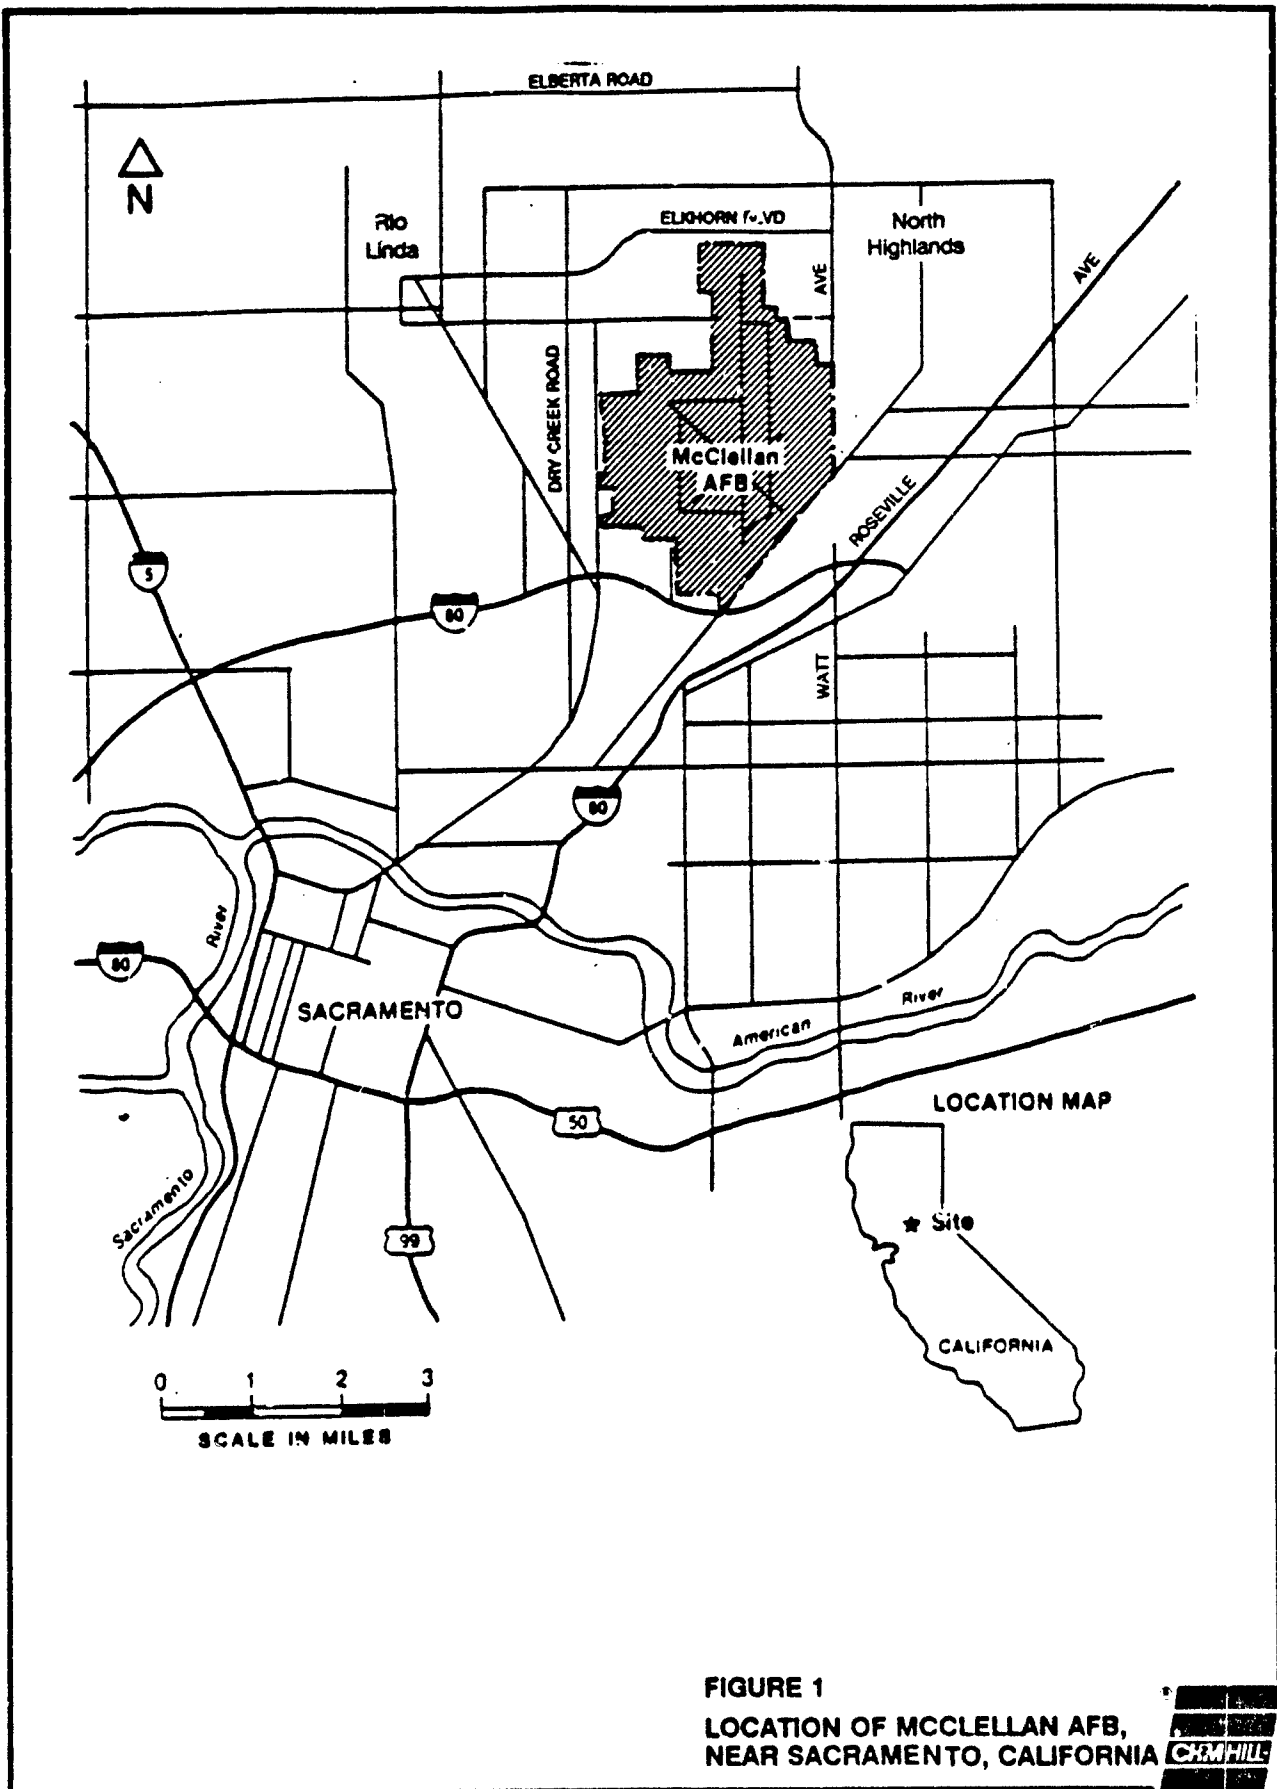 ELBERTA ROAD
N
Rio
Linda
ELKHORN BLVD
North
Highlands
AVE
AVE
DRY CREEK ROAD
McClellan
AFB
ROSEVILLE
5
80
WATT
80
River
80
SACRAMENTO
River
American
LOCATION MAP
50
Sacramento
Site
99
CALIFORNIA
0 1 2 3
SCALE IN MILES
FIGURE 1
LOCATION OF MCCLELLAN AFB,
NEAR SACRAMENTO, CALIFORNIA
CH2M HILL